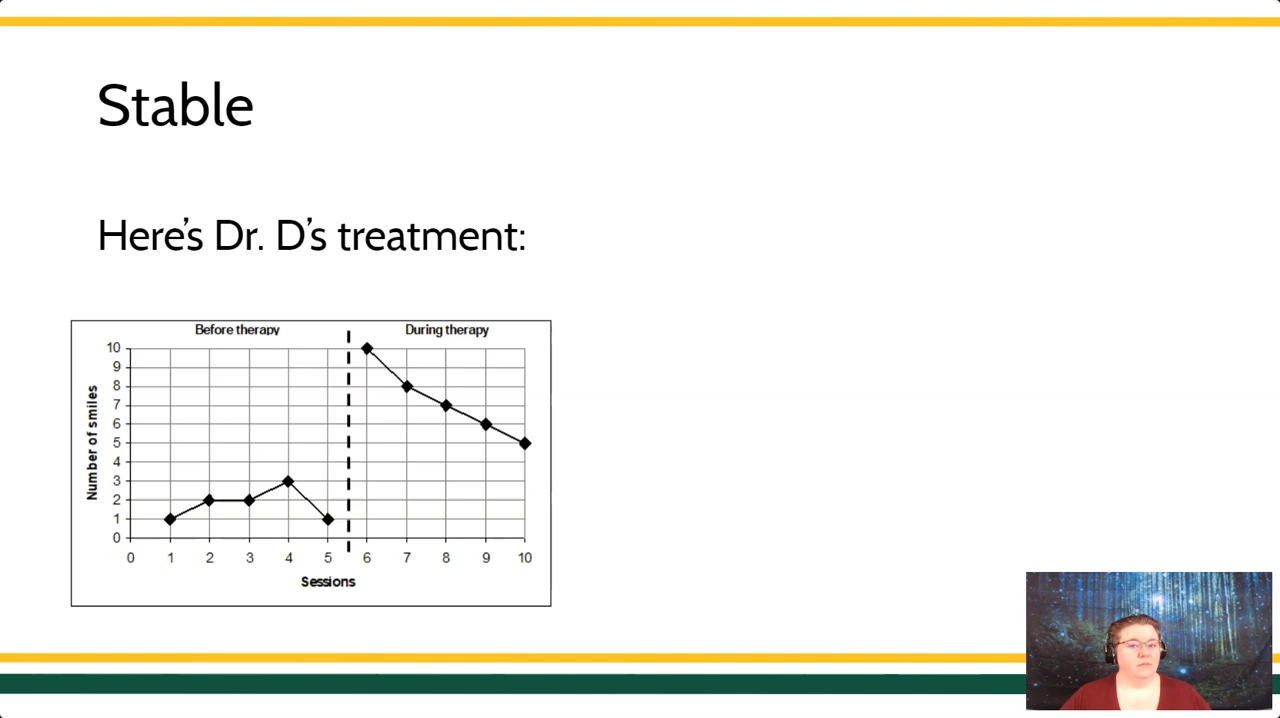 Stable
Here's Dr. D's treatment:
Before therapy During therapy
10
9
8
7
6
5
4
3
2
1
0
Number of smiles
0 1 2 3 4 5 6 7 8 9 10
Sessions